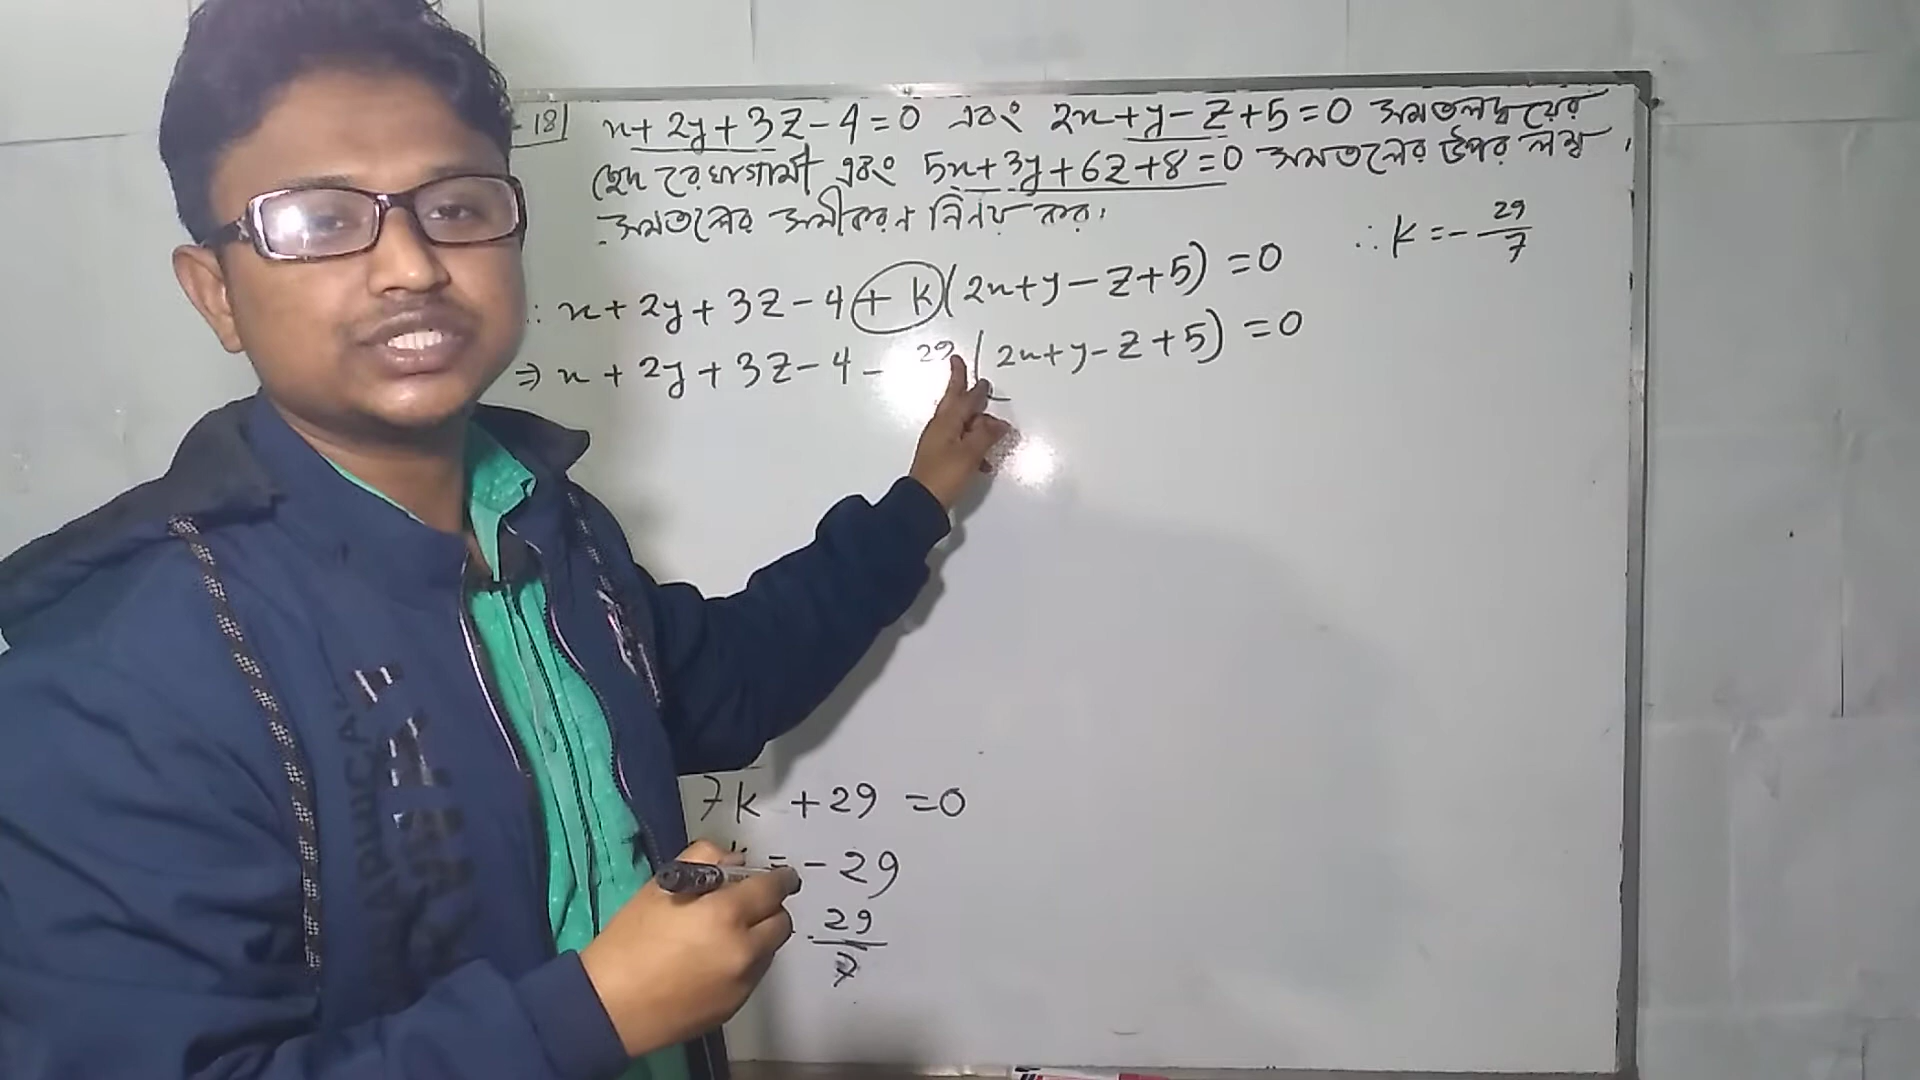 18
x + 2y + 3z - 4 = 0 এবং 2x + y - z + 5 = 0 সমতলদ্বয়ের
ছেদ রেখাগামী এবং 5x + 3y + 6z + 8 = 0 সমতলের উপর লম্ব,
সমতলের সমীকরণ নির্ণয় কর।
∴ k = - 29/7
∴ x + 2y + 3z - 4 + k(2x + y - z + 5) = 0
⇒ x + 2y + 3z - 4 - 29 (2x + y - z + 5) = 0
7k + 29 = 0
k = - 29
29/7